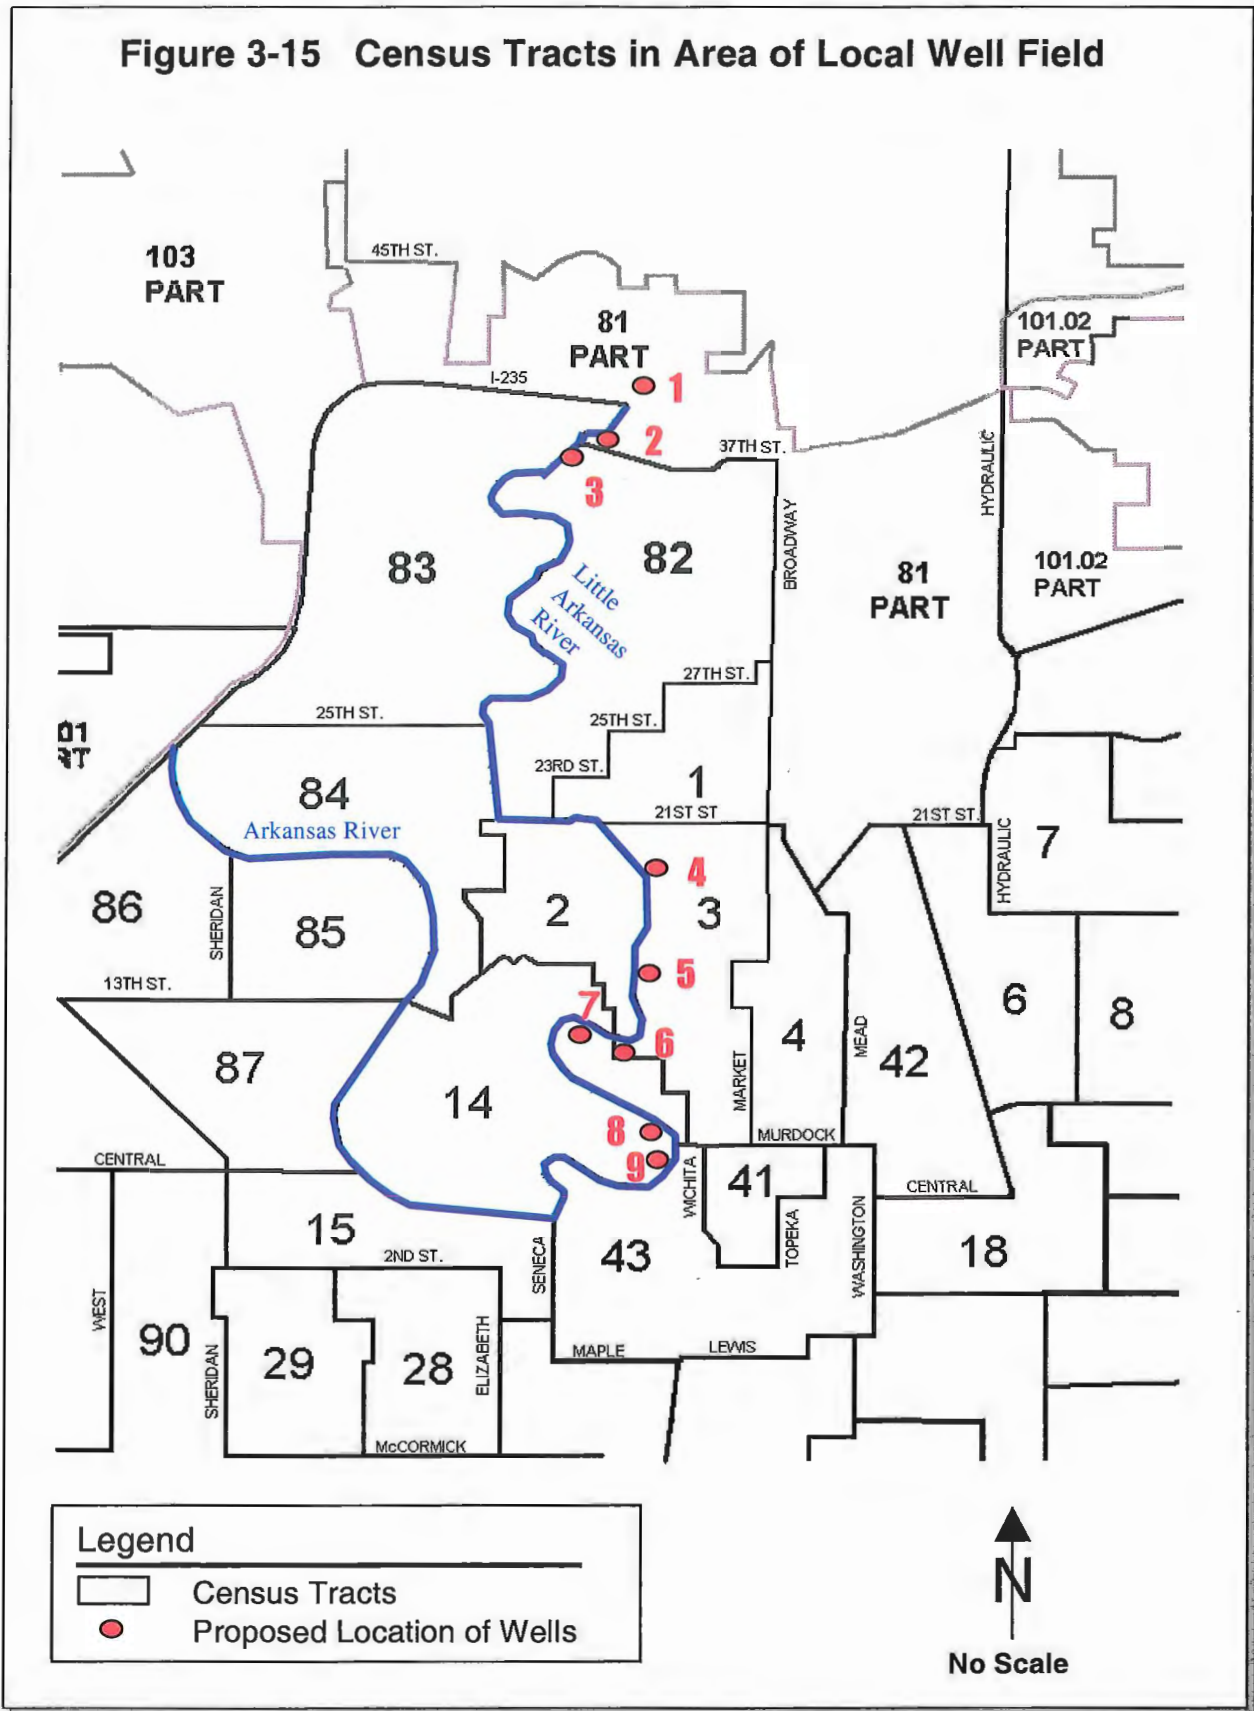 Figure 3-15 Census Tracts in Area of Local Well Field
103
PART
45TH ST.
81
PART
101.02
PART
I-235
1
2
37TH ST.
3
HYDRAULIC
BROADWAY
83
82
81
PART
101.02
PART
Little
Arkansas
River
27TH ST.
25TH ST.
25TH ST.
01
RT
23RD ST.
1
84
21ST ST
21ST ST.
Arkansas River
7
HYDRAULIC
4
86
SHERIDAN
85
2
3
5
13TH ST.
6
8
7
6
4
MEAD
42
87
MARKET
14
8
MURDOCK
CENTRAL
9
WICHITA
41
CENTRAL
15
TOPEKA
WASHINGTON
2ND ST.
SENECA
43
18
WEST
90
SHERIDAN
29
28
ELIZABETH
MAPLE
LEWIS
McCORMICK
Legend
Census Tracts
Proposed Location of Wells
N
No Scale